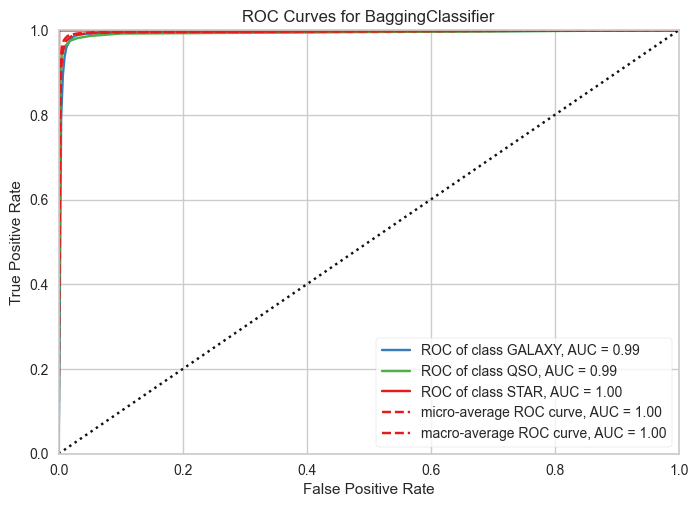 ROC Curves for BaggingClassifier
1.0
0.8
0.6
0.4
0.2
0.0
True Positive Rate
ROC of class GALAXY, AUC = 0.99
ROC of class QSO, AUC = 0.99
ROC of class STAR, AUC = 1.00
micro-average ROC curve, AUC = 1.00
macro-average ROC curve, AUC = 1.00
0.0 0.2 0.4 0.6 0.8 1.0
False Positive Rate